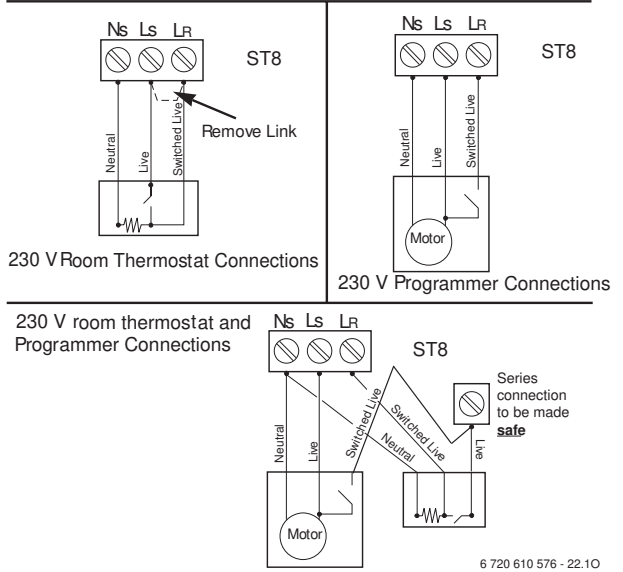 Ns Ls LR
ST8
Remove Link
Neutral
Live
Switched Live
230 V Room Thermostat Connections
Ns Ls LR
ST8
Neutral
Live
Switched Live
Motor
230 V Programmer Connections
230 V room thermostat and
Programmer Connections
Ns Ls LR
ST8
Series
connection
to be made
safe
Neutral
Live
Switched Live
Switched Live
Neutral
Live
Motor
6 720 610 576 - 22.1O